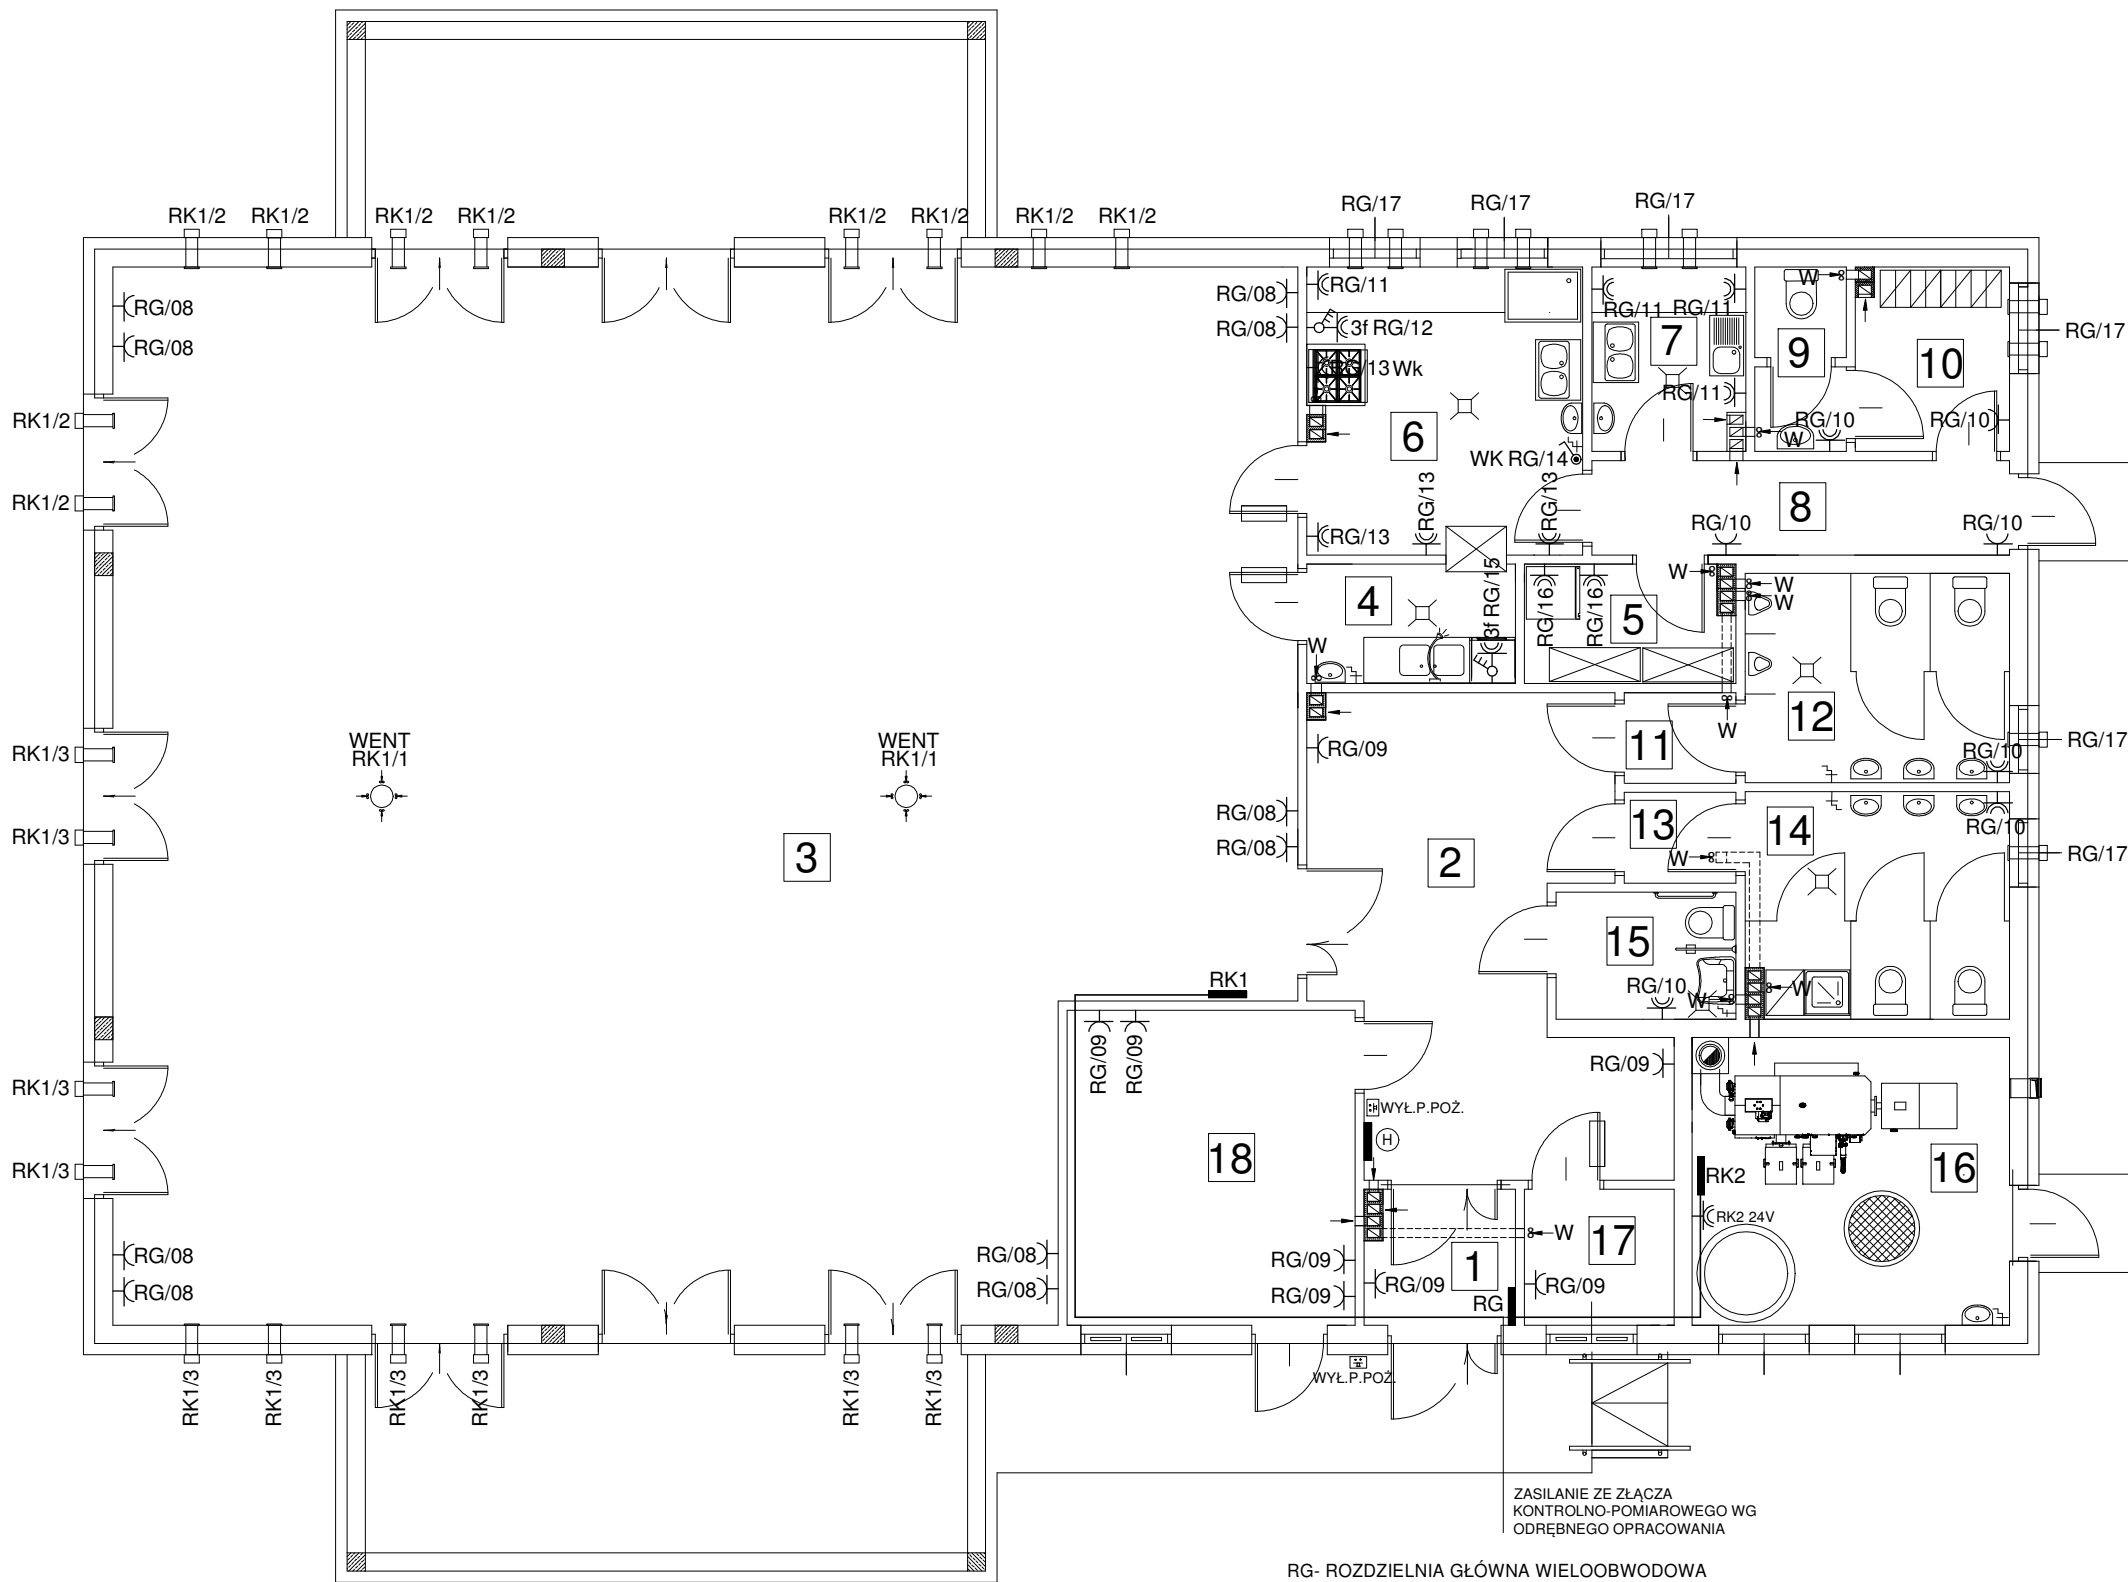 RG/17
RG/17
RG/17
RK1/2
RK1/2
RK1/2
RK1/2
RK1/2
RK1/2
RK1/2
RK1/2
W
RG/08
RG/08
RG/08
RG/08
RG/11
RG/11
RG/11
3f RG/12
7
9
10
RG/17
RG/13 Wk
RG/11
RK1/2
RG/10
RG/10
6
W
WK RG/14
RK1/2
RG/13
RG/13
8
RG/10
RG/10
RG/13
W
W
W
4
3f RG/15
RG/16
RG/16
5
W
12
W
WENT
RK1/1
WENT
RK1/1
RK1/3
RG/09
11
RG/10
RG/17
RG/08
RG/08
RK1/3
3
2
13
14
RG/10
W
RG/17
15
RK1
RG/10
W
W
RG/09
RG/09
RG/09
RK1/3
WYŁ.P.POŻ.
H
18
16
RK1/3
RK2
RK2 24V
RG/08
RG/08
RG/08
RG/08
RG/09
RG/09
RG/09
1
W
17
RG/09
RG
RK1/3
RK1/3
RK1/3
RK1/3
RK1/3
RK1/3
WYŁ.P.POŻ.
ZASILANIE ZE ZŁĄCZA
KONTROLNO-POMIAROWEGO WG
ODRĘBNEGO OPRACOWANIA
RG- ROZDZIELNIA GŁÓWNA WIELOOBWODOWA